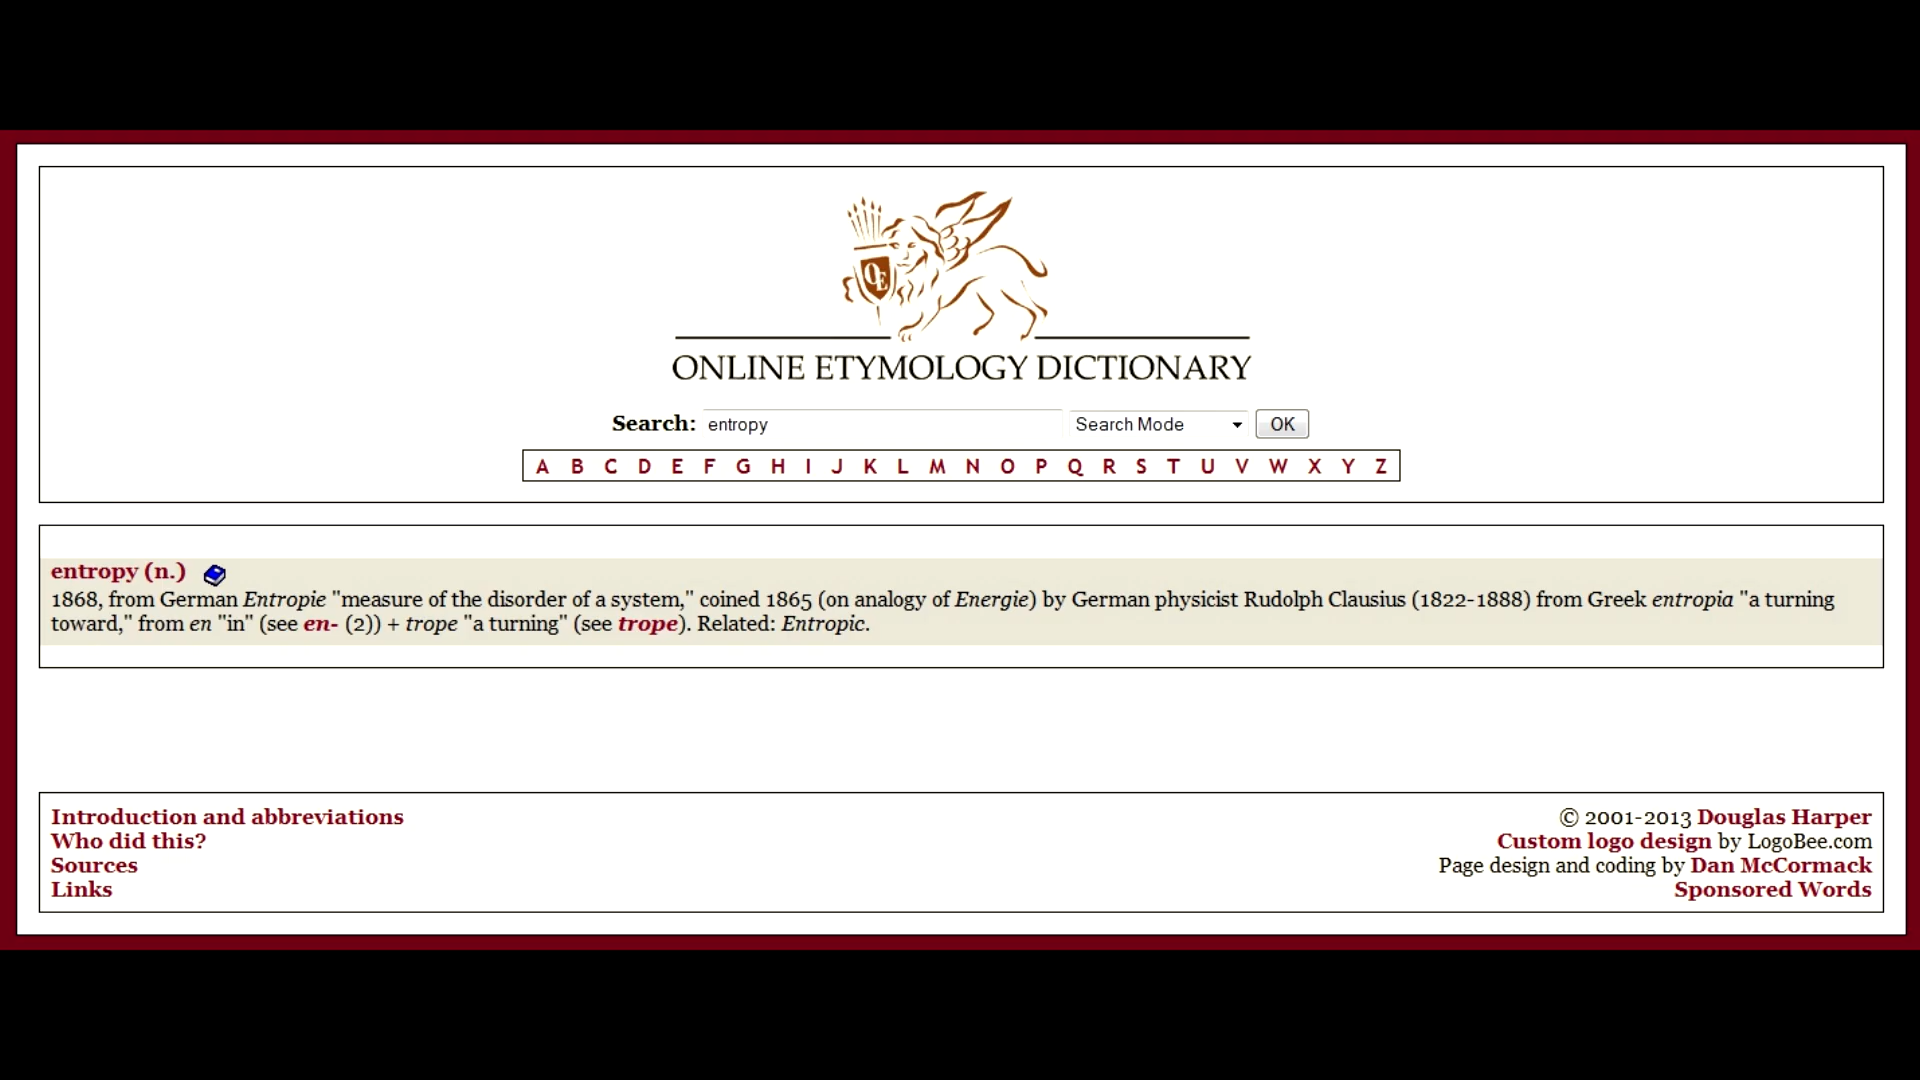 OE
ONLINE ETYMOLOGY DICTIONARY
Search: entropy Search Mode OK
A B C D E F G H I J K L M N O P Q R S T U V W X Y Z
entropy (n.)
1868, from German Entropie "measure of the disorder of a system," coined 1865 (on analogy of Energie) by German physicist Rudolph Clausius (1822-1888) from Greek entropia "a turning
toward," from en "in" (see en- (2)) + trope "a turning" (see trope). Related: Entropic.
Introduction and abbreviations
Who did this?
Sources
Links
© 2001-2013 Douglas Harper
Custom logo design by LogoBee.com
Page design and coding by Dan McCormack
Sponsored Words